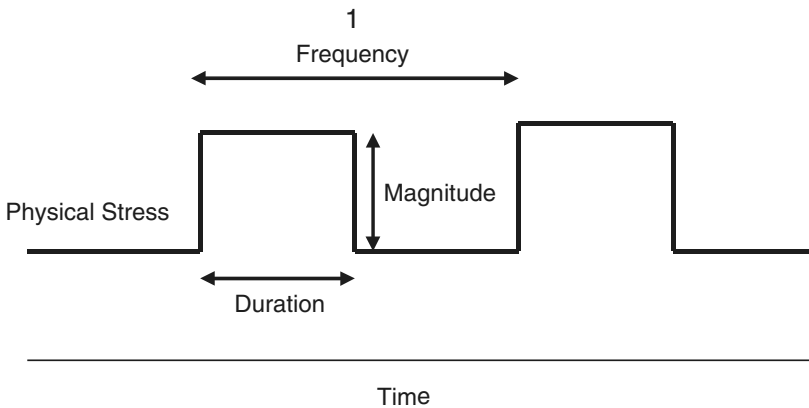 1
Frequency
Magnitude
Physical Stress
Duration
Time